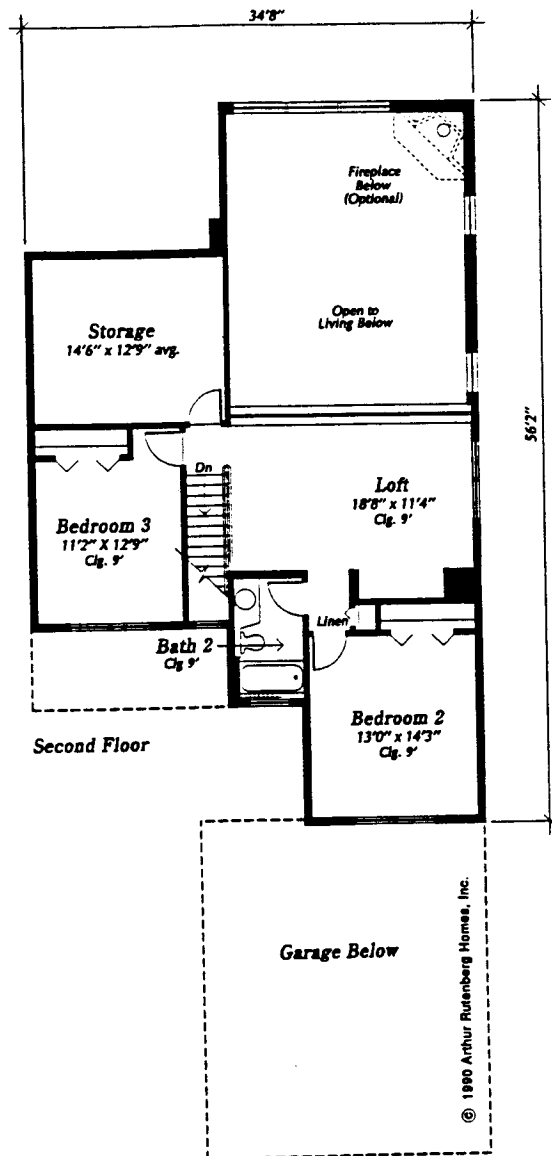 34'8"
Fireplace
Below
(Optional)
Open to
Living Below
Storage
14'6" x 12'9" avg.
56'2"
Dn
Loft
18'8" x 11'4"
Clg. 9'
Bedroom 3
11'2" X 12'9"
Clg. 9'
Linen
Bath 2
Clg 9'
Bedroom 2
13'0" x 14'3"
Clg. 9'
Second Floor
Garage Below
© 1990 Arthur Rutenberg Homes, Inc.